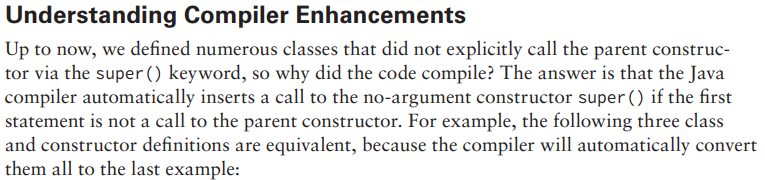 Understanding Compiler Enhancements
Up to now, we defined numerous classes that did not explicitly call the parent construc-
tor via the super() keyword, so why did the code compile? The answer is that the Java
compiler automatically inserts a call to the no-argument constructor super() if the first
statement is not a call to the parent constructor. For example, the following three class
and constructor definitions are equivalent, because the compiler will automatically convert
them all to the last example: